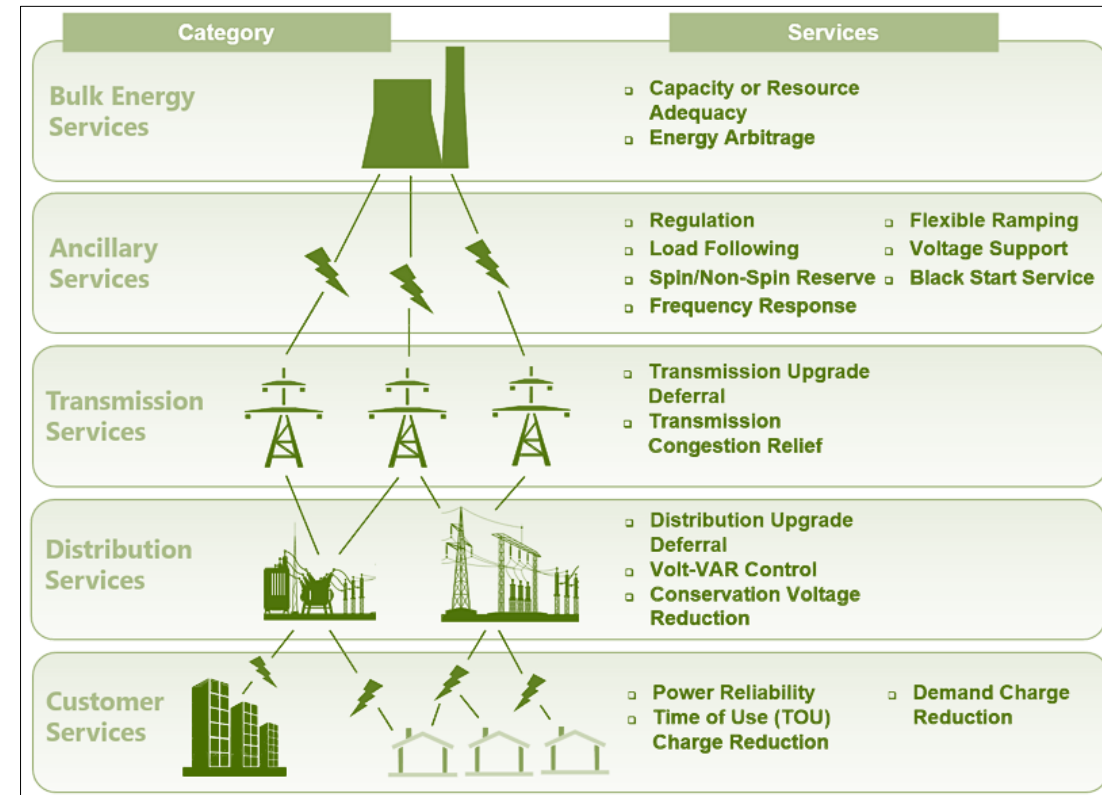 Category
Services
Bulk Energy
Services
Capacity or Resource
Adequacy
Energy Arbitrage
Ancillary
Services
Regulation
Load Following
Spin/Non-Spin Reserve
Frequency Response
Flexible Ramping
Voltage Support
Black Start Service
Transmission
Services
Transmission Upgrade
Deferral
Transmission
Congestion Relief
Distribution
Services
Distribution Upgrade
Deferral
Volt-VAR Control
Conservation Voltage
Reduction
Customer
Services
Power Reliability
Time of Use (TOU)
Charge Reduction
Demand Charge
Reduction